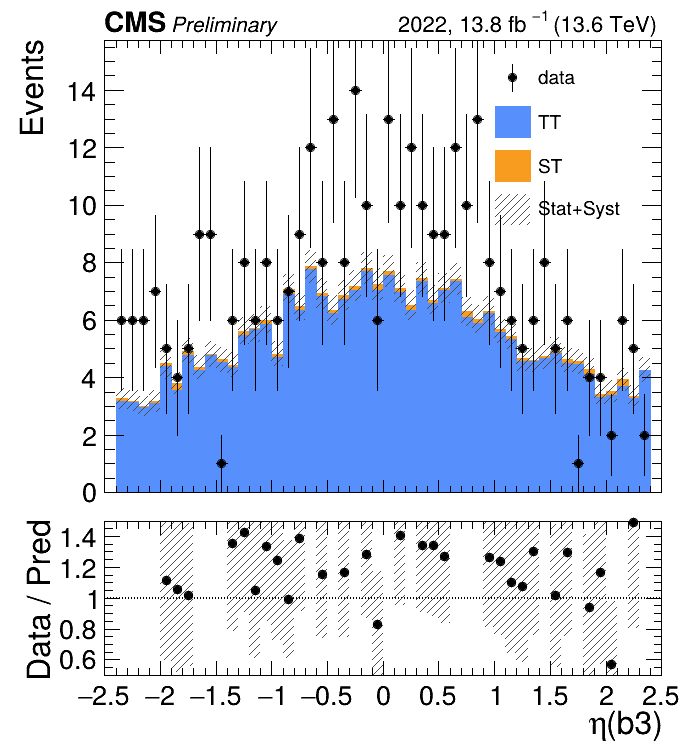 CMS Preliminary 2022, 13.8 fb⁻¹ (13.6 TeV)
Events
14
12
10
8
6
4
2
0
data
TT
ST
Stat+Syst
Data / Pred
1.4
1.2
1
0.8
0.6
−2.5 −2 −1.5 −1 −0.5 0 0.5 1 1.5 2 2.5
η(b3)